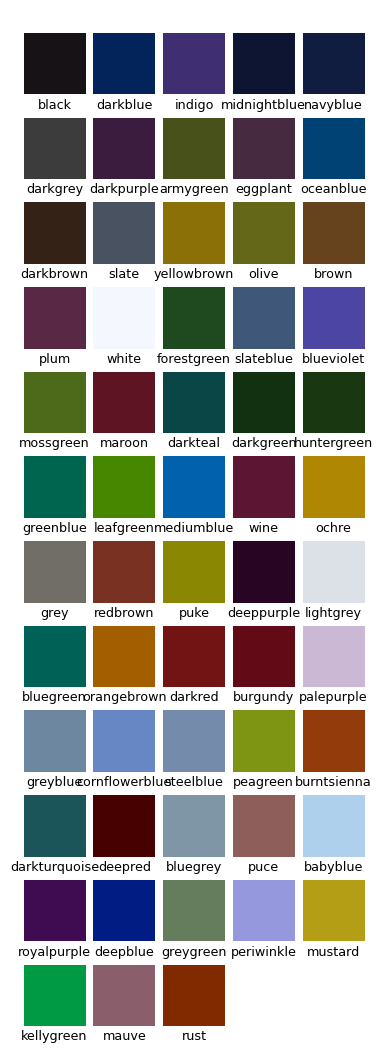 black darkblue indigo midnightblue navyblue
darkgrey darkpurple armygreen eggplant oceanblue
darkbrown slate yellowbrown olive brown
plum white forestgreen slateblue blueviolet
mossgreen maroon darkteal darkgreen huntergreen
greenblue leafgreen mediumblue wine ochre
grey redbrown puke deeppurple lightgrey
bluegreen orangebrown darkred burgundy palepurple
greyblue cornflowerblue steelblue peagreen burntsienna
darkturquoise deepred bluegrey puce babyblue
royalpurple deepblue greygreen periwinkle mustard
kellygreen mauve rust